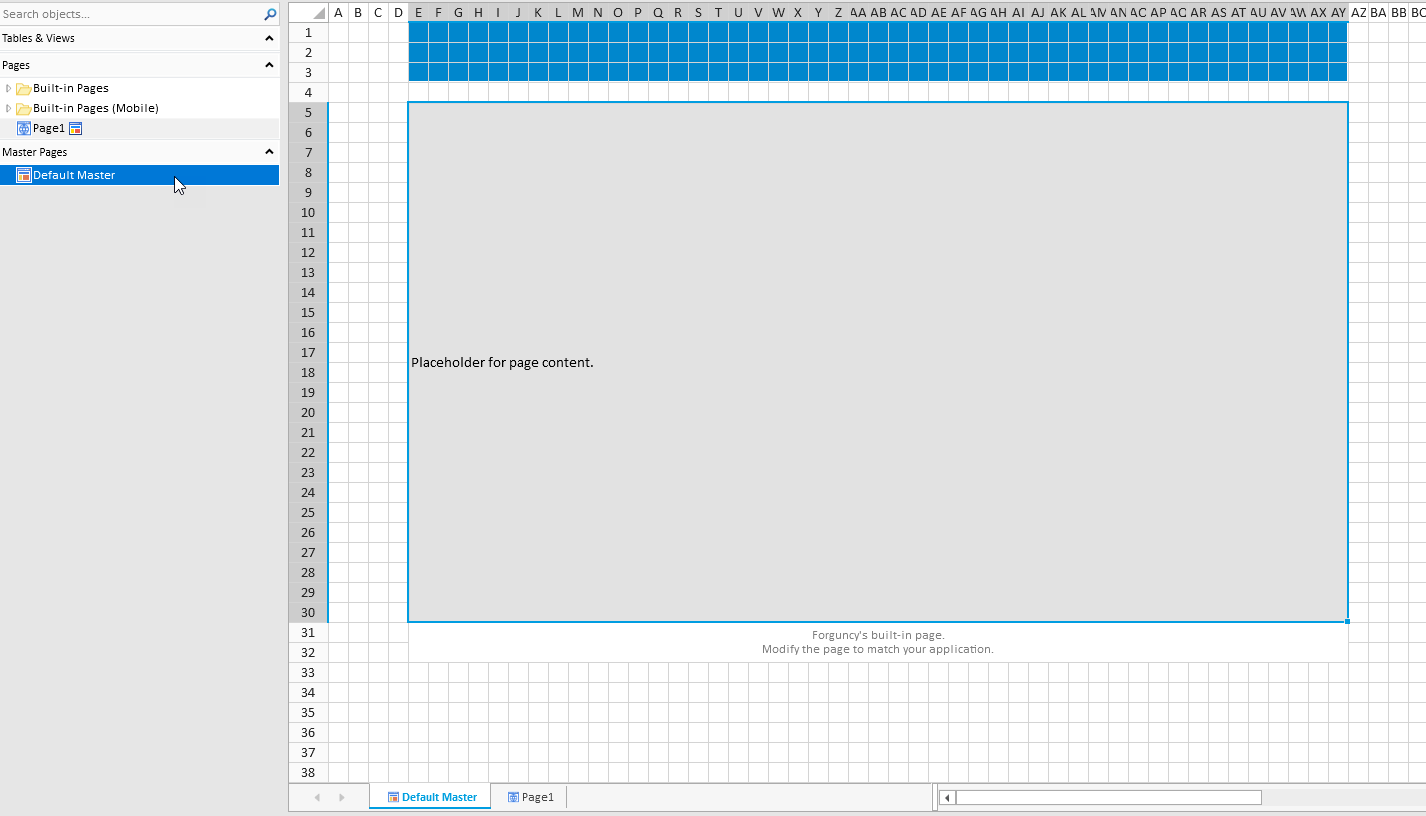 Search objects...
Tables & Views
Pages
Built-in Pages
Built-in Pages (Mobile)
Page1
Master Pages
Default Master
A B C D E F G H I J K L M N O P Q R S T U V W X Y Z AA AB AC AD AE AF AG AH AI AJ AK AL AM AN AO AP AQ AR AS AT AU AV AW AX AY AZ BA BB BC
1
2
3
4
5
6
7
8
9
10
11
12
13
14
15
16
17
Placeholder for page content.
18
19
20
21
22
23
24
25
26
27
28
29
30
31
Forguncy's built-in page.
32
Modify the page to match your application.
33
34
35
36
37
38
Default Master
Page1